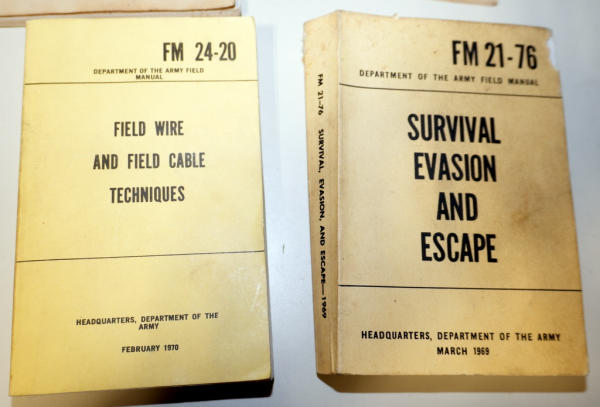 FM 24-20
DEPARTMENT OF THE ARMY FIELD
MANUAL
FIELD WIRE
AND FIELD CABLE
TECHNIQUES
HEADQUARTERS, DEPARTMENT OF THE
ARMY
FEBRUARY 1970
FM 21-76 SURVIVAL, EVASION, AND ESCAPE—1969
FM 21-76
DEPARTMENT OF THE ARMY FIELD MANUAL
SURVIVAL
EVASION
AND
ESCAPE
HEADQUARTERS, DEPARTMENT OF THE ARMY
MARCH 1969